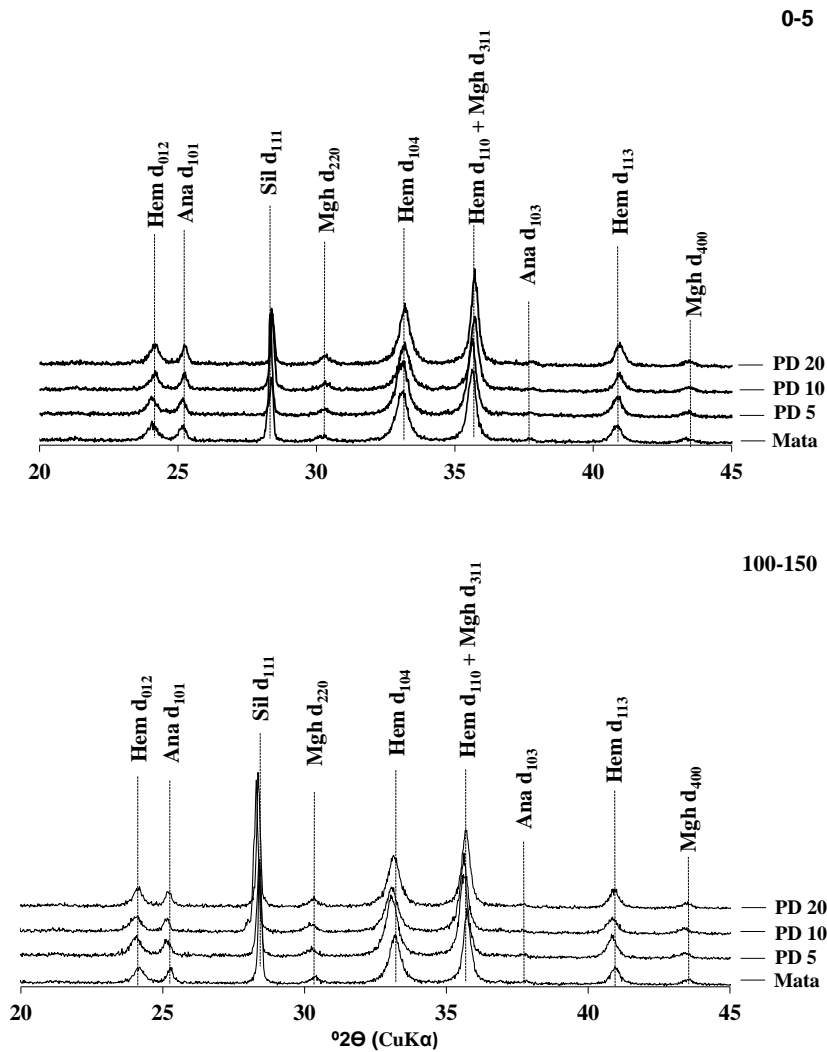 0-5
Hem d012
Ana d101
Sil d111
Mgh d220
Hem d104
Hem d110 + Mgh d311
Ana d103
Hem d113
Mgh d400
PD 20
PD 10
PD 5
Mata
20 25 30 35 40 45
100-150
Hem d012
Ana d101
Sil d111
Mgh d220
Hem d104
Hem d110 + Mgh d311
Ana d103
Hem d113
Mgh d400
PD 20
PD 10
PD 5
Mata
20 25 30 35 40 45
º2Θ (CuKα)